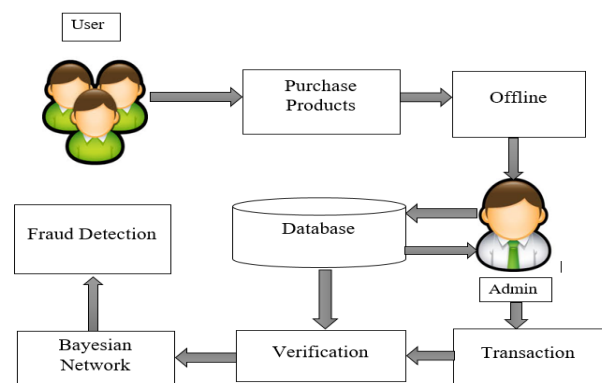 User
Purchase
Products
Offline
Fraud Detection
Database
Admin
Bayesian
Network
Verification
Transaction